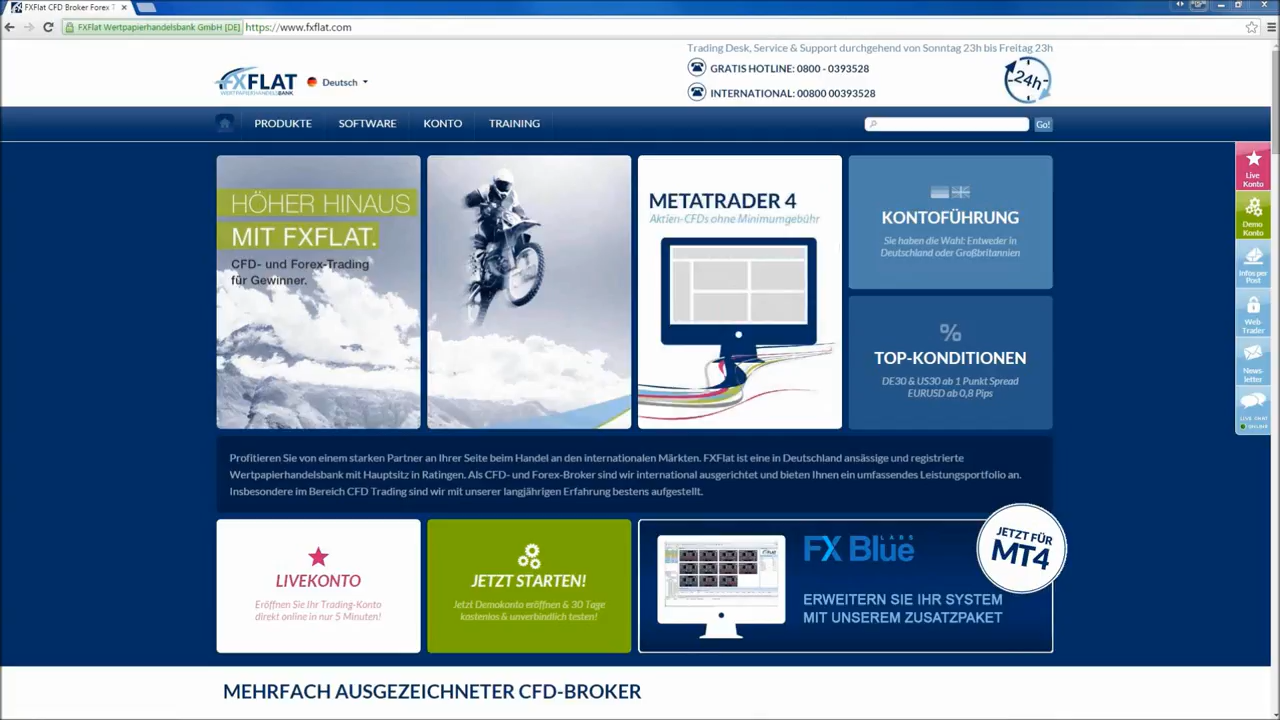 FXFlat CFD Broker Forex T
FXFlat Wertpapierhandelsbank GmbH [DE]
https://www.fxflat.com
Trading Desk, Service & Support durchgehend von Sonntag 23h bis Freitag 23h
FXFLAT
WERTPAPIERHANDELSBANK
Deutsch
GRATIS HOTLINE: 0800 - 0393528
INTERNATIONAL: 00800 00393528
24h
PRODUKTE
SOFTWARE
KONTO
TRAINING
Go!
HÖHER HINAUS
MIT FXFLAT.
CFD- und Forex-Trading
für Gewinner.
METATRADER 4
Aktien-CFDs ohne Minimumgebühr
KONTOFÜHRUNG
Sie haben die Wahl: Entweder in
Deutschland oder Großbritannien
%
TOP-KONDITIONEN
DE30 & US30 ab 1 Punkt Spread
EURUSD ab 0,8 Pips
Live
Konto
Demo
Konto
Infos per
Post
Web-
Trader
News-
letter
LIVE CHAT
ONLINE
Profitieren Sie von einem starken Partner an Ihrer Seite beim Handel an den internationalen Märkten. FXFlat ist eine in Deutschland ansässige und registrierte
Wertpapierhandelsbank mit Hauptsitz in Ratingen. Als CFD- und Forex-Broker sind wir international ausgerichtet und bieten Ihnen ein umfassendes Leistungsportfolio an.
Insbesondere im Bereich CFD Trading sind wir mit unserer langjährigen Erfahrung bestens aufgestellt.
LIVEKONTO
Eröffnen Sie Ihr Trading-Konto
direkt online in nur 5 Minuten!
JETZT STARTEN!
Jetzt Demokonto eröffnen & 30 Tage
kostenlos & unverbindlich testen!
FX Blue LABS
ERWEITERN SIE IHR SYSTEM
MIT UNSEREM ZUSATZPAKET
JETZT FÜR
MT4
MEHRFACH AUSGEZEICHNETER CFD-BROKER